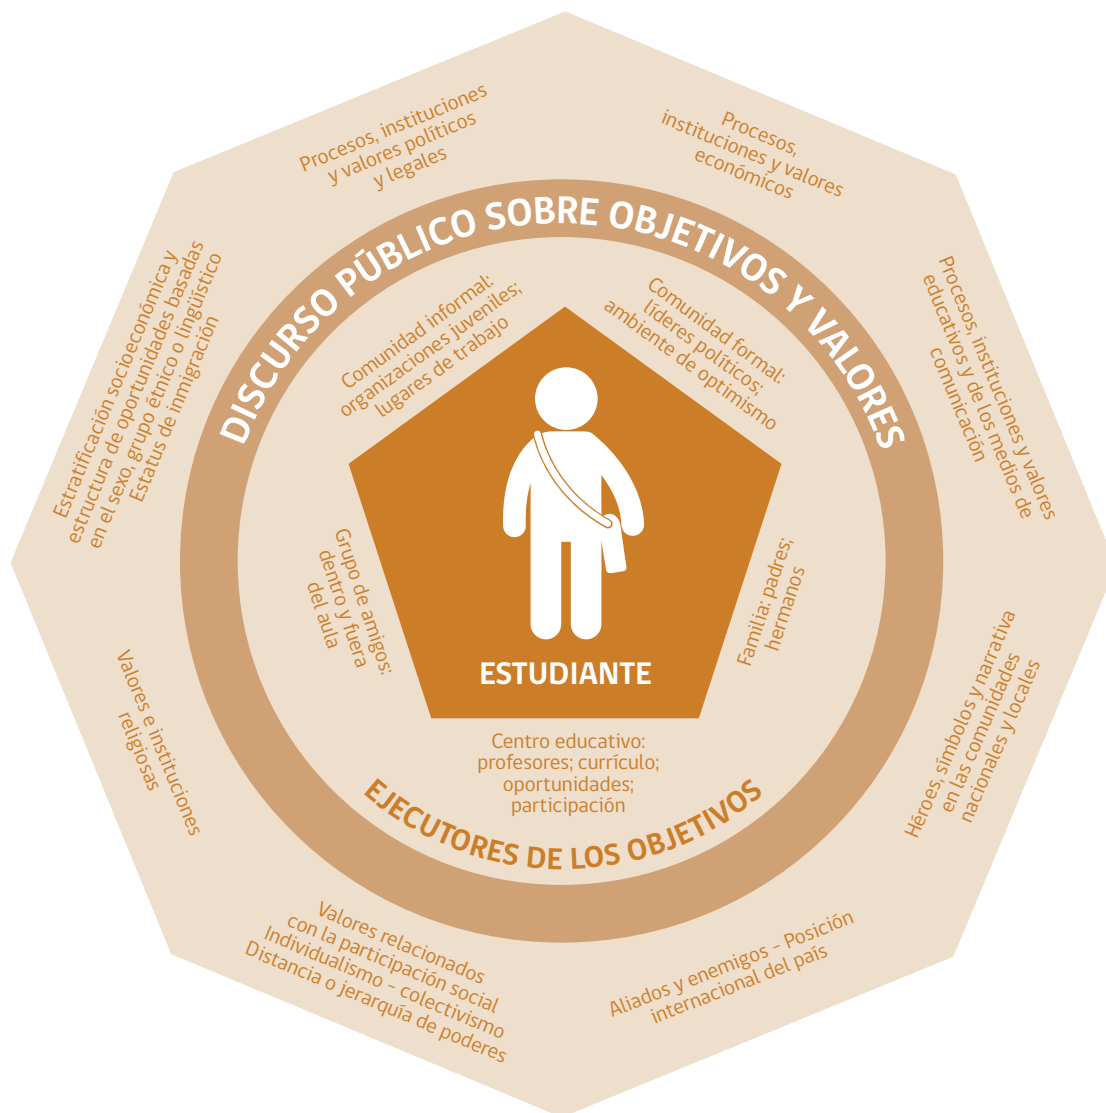 Procesos, instituciones
y valores políticos
y legales
Procesos,
instituciones y valores
económicos
Procesos, instituciones y valores
educativos y de los medios de
comunicación
Héroes, símbolos y narrativa
en las comunidades
nacionales y locales
Aliados y enemigos – Posición
internacional del país
Valores relacionados
con la participación social
Individualismo – colectivismo
Distancia o jerarquía de poderes
Valores e instituciones
religiosas
Estratificación socioeconómica y
estructura de oportunidades basadas
en el sexo, grupo étnico o lingüístico
Estatus de inmigración
DISCURSO PÚBLICO SOBRE OBJETIVOS Y VALORES
Comunidad informal:
organizaciones juveniles;
lugares de trabajo
Comunidad formal:
líderes políticos;
ambiente de optimismo
Familia: padres;
hermanos
Centro educativo:
profesores; currículo;
oportunidades;
participación
Grupo de amigos:
dentro y fuera
del aula
ESTUDIANTE
EJECUTORES DE LOS OBJETIVOS